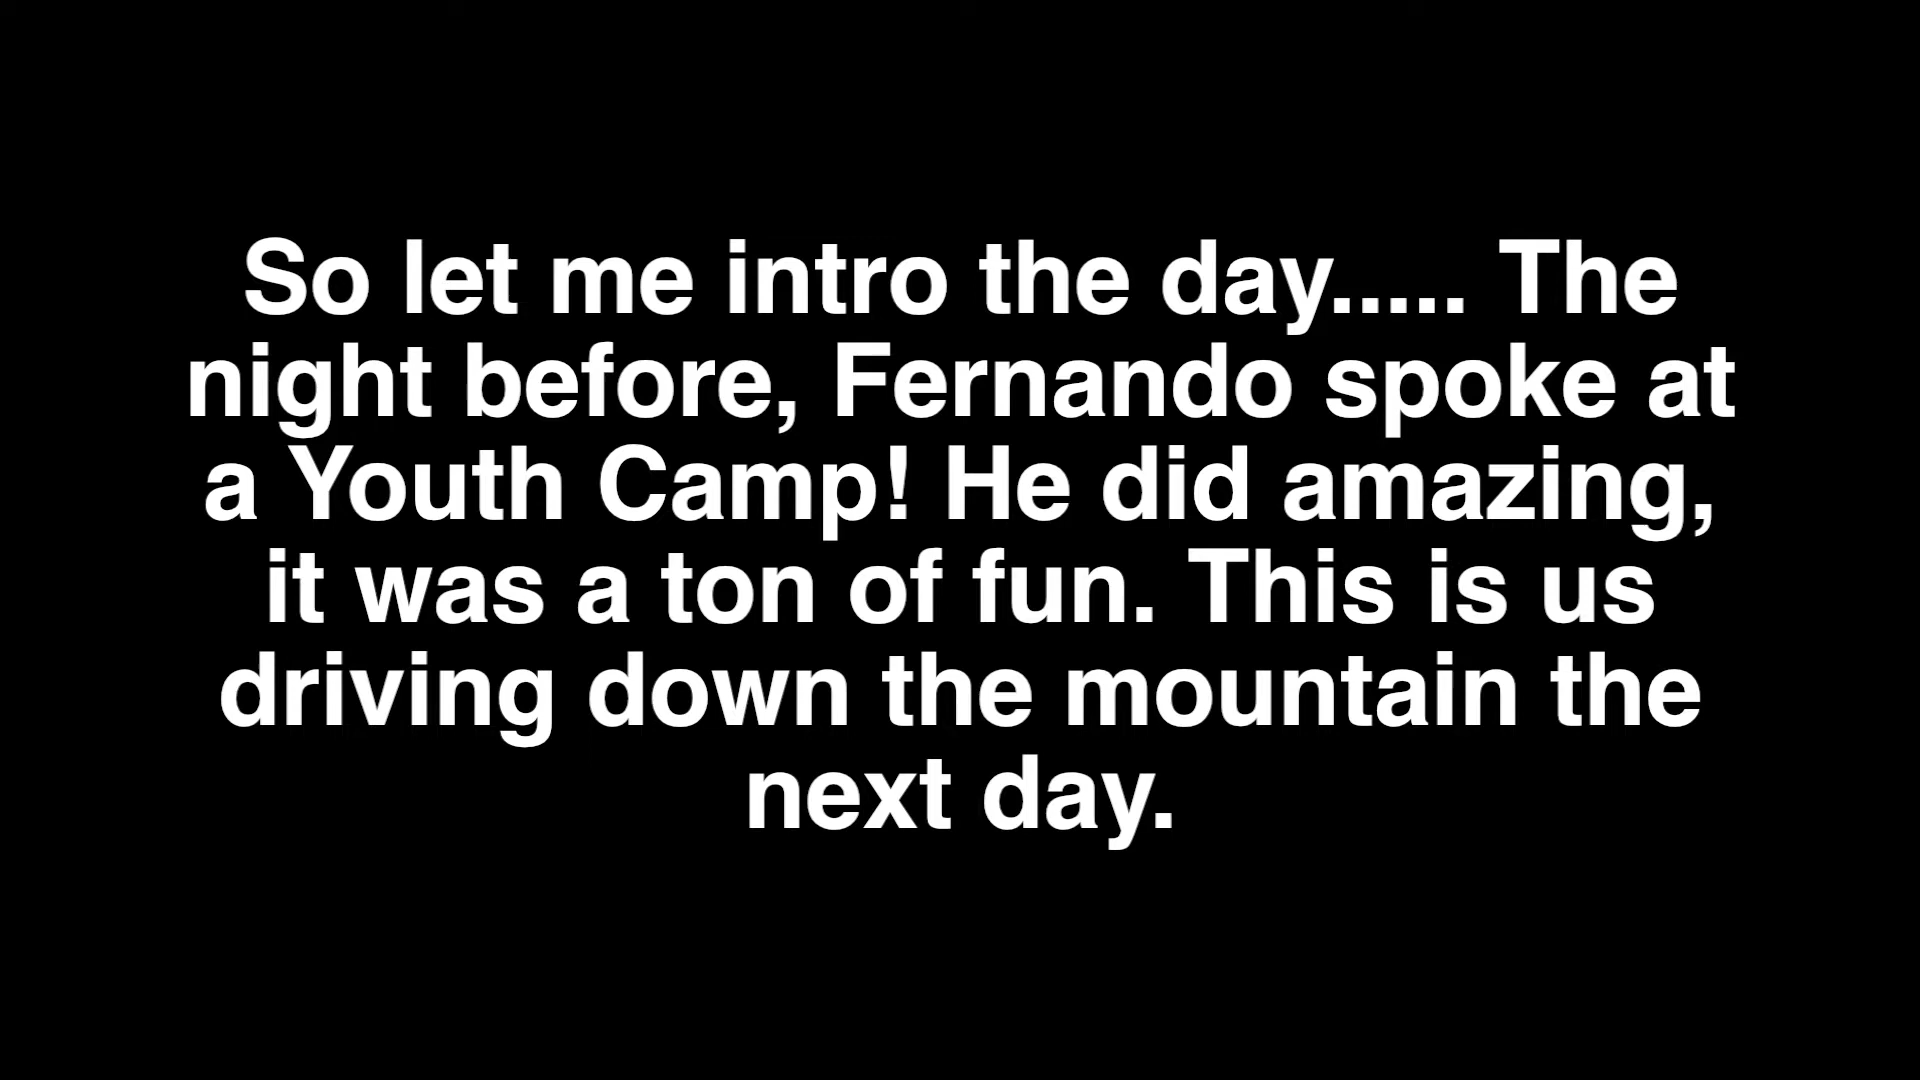 So let me intro the day..... The
night before, Fernando spoke at
a Youth Camp! He did amazing,
it was a ton of fun. This is us
driving down the mountain the
next day.